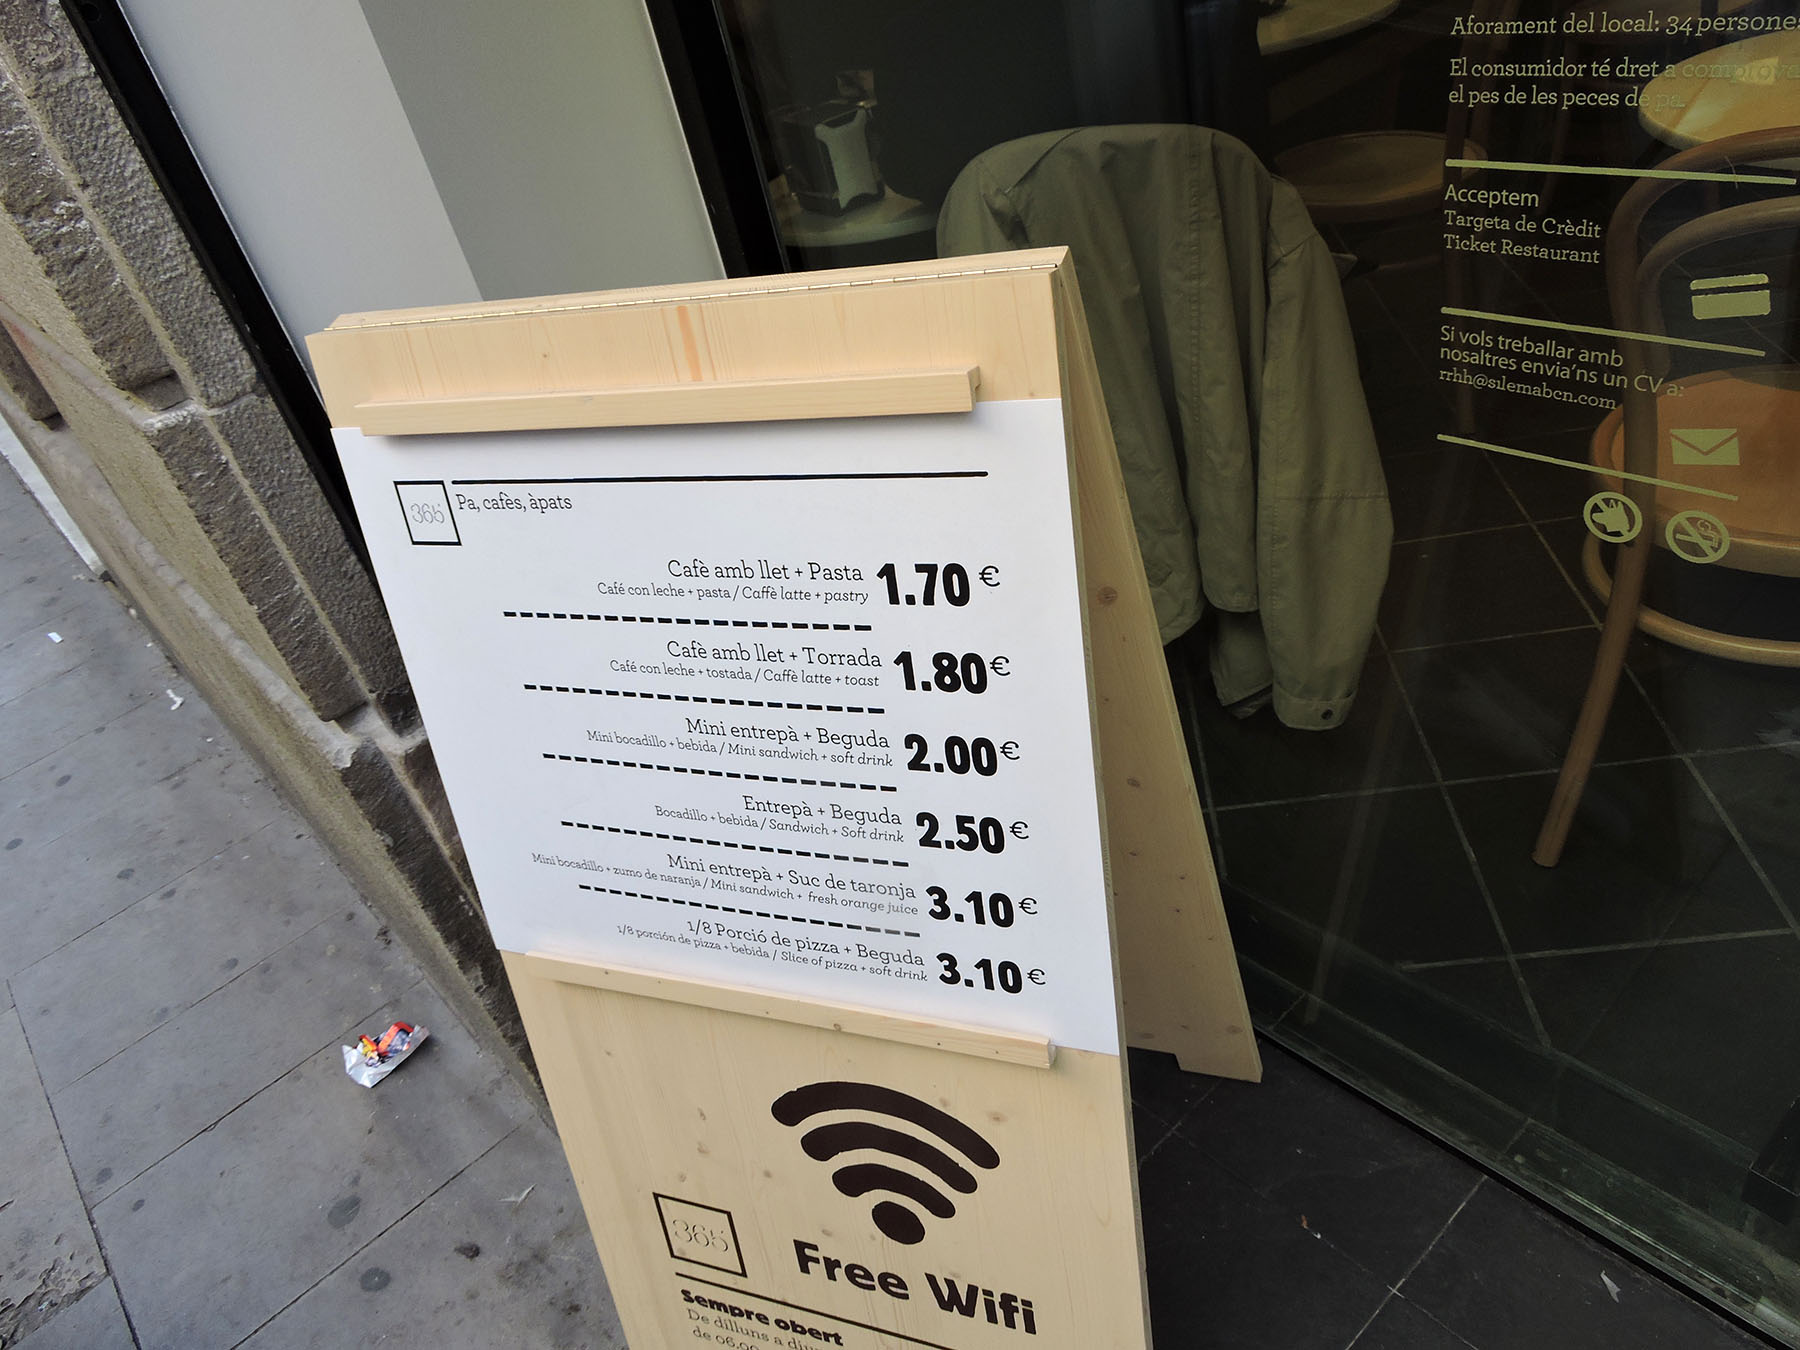 365
Pa, cafès, àpats
Cafè amb llet + Pasta 1.70€
Café con leche + pasta / Caffè latte + pastry
Cafè amb llet + Torrada 1.80€
Café con leche + tostada / Caffè latte + toast
Mini entrepà + Beguda 2.00€
Mini bocadillo + bebida / Mini sandwich + soft drink
Entrepà + Beguda 2.50€
Bocadillo + bebida / Sandwich + Soft drink
Mini entrepà + Suc de taronja 3.10€
Mini bocadillo + zumo de naranja / Mini sandwich + fresh orange juice
1/8 Porció de pizza + Beguda 3.10€
1/8 porción de pizza + bebida / Slice of pizza + soft drink
Free Wifi
365
Sempre obert
De dilluns a
de 06.00
Aforament del local: 34 persones
El consumidor té dret a comprova
el pes de les peces de pa.
Acceptem
Targeta de Crèdit
Ticket Restaurant
Si vols treballar amb
nosaltres envia'ns un CV a:
rrhh@silemabcn.com